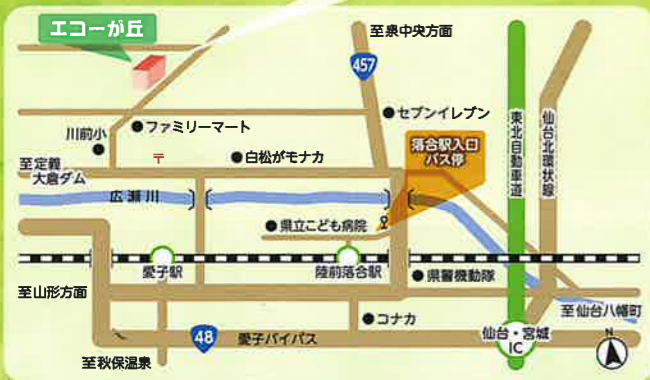 エコーが丘
至泉中央方面
457
セブンイレブン
ファミリーマート
川前小
落合駅入口
バス停
東北自動車道
仙台北環状線
〒
白松がモナカ
至定義
大倉ダム
広瀬川
県立こども病院
愛子駅
陸前落合駅
県警機動隊
至山形方面
至仙台八幡町
コナカ
仙台・宮城
IC
N
48
愛子バイパス
至秋保温泉